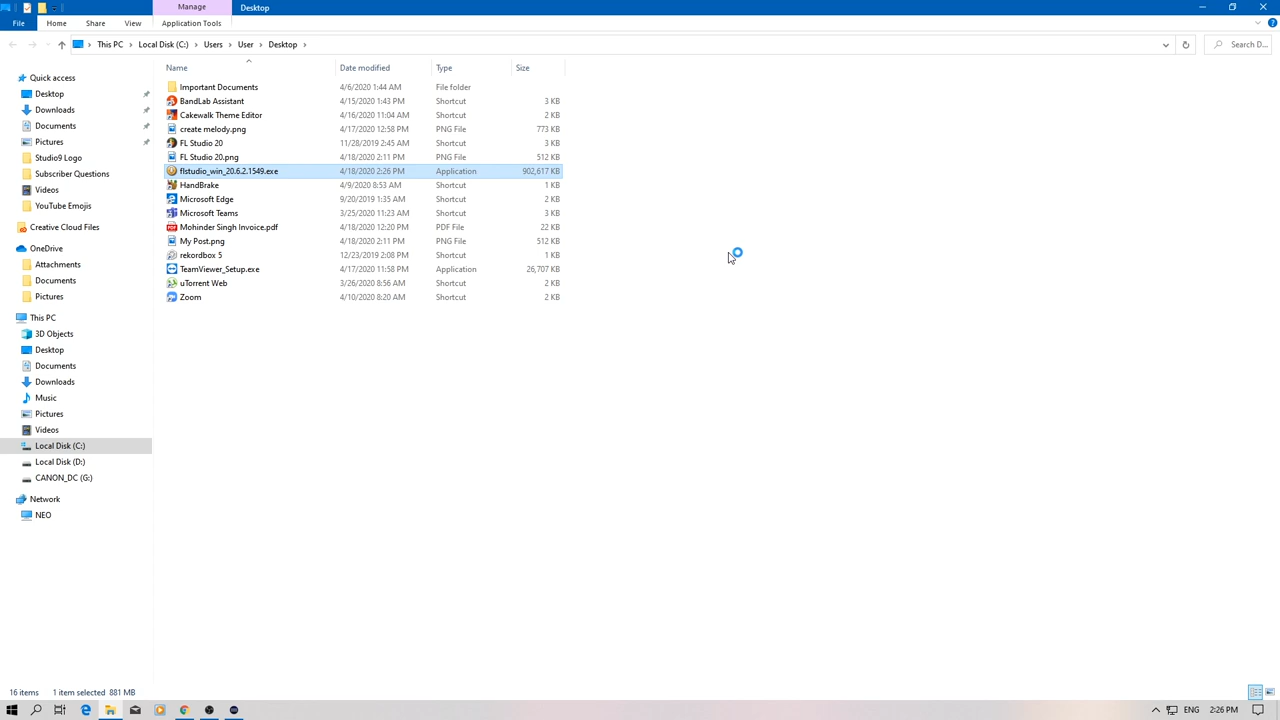 Manage
Desktop
File
Home
Share
View
Application Tools
This PC
Local Disk (C:)
Users
User
Desktop
Search D...
Name
Date modified
Type
Size
Important Documents 4/6/2020 1:44 AM File folder
BandLab Assistant 4/15/2020 1:43 PM Shortcut 3 KB
Cakewalk Theme Editor 4/16/2020 11:04 AM Shortcut 2 KB
create melody.png 4/17/2020 12:58 PM PNG File 773 KB
FL Studio 20 11/28/2019 2:45 AM Shortcut 3 KB
FL Studio 20.png 4/18/2020 2:11 PM PNG File 512 KB
flstudio_win_20.6.2.1549.exe 4/18/2020 2:26 PM Application 902,617 KB
HandBrake 4/9/2020 8:53 AM Shortcut 1 KB
Microsoft Edge 9/20/2019 1:35 AM Shortcut 2 KB
Microsoft Teams 3/25/2020 11:23 AM Shortcut 3 KB
Mohinder Singh Invoice.pdf 4/18/2020 12:20 PM PDF File 22 KB
My Post.png 4/18/2020 2:11 PM PNG File 512 KB
rekordbox 5 12/23/2019 2:08 PM Shortcut 1 KB
TeamViewer_Setup.exe 4/17/2020 11:58 PM Application 26,707 KB
uTorrent Web 3/26/2020 8:56 AM Shortcut 2 KB
Zoom 4/10/2020 8:20 AM Shortcut 2 KB
Quick access
Desktop
Downloads
Documents
Pictures
Studio9 Logo
Subscriber Questions
Videos
YouTube Emojis
Creative Cloud Files
OneDrive
Attachments
Documents
Pictures
This PC
3D Objects
Desktop
Documents
Downloads
Music
Pictures
Videos
Local Disk (C:)
Local Disk (D:)
CANON_DC (G:)
Network
NEO
16 items
1 item selected 881 MB
ENG
2:26 PM